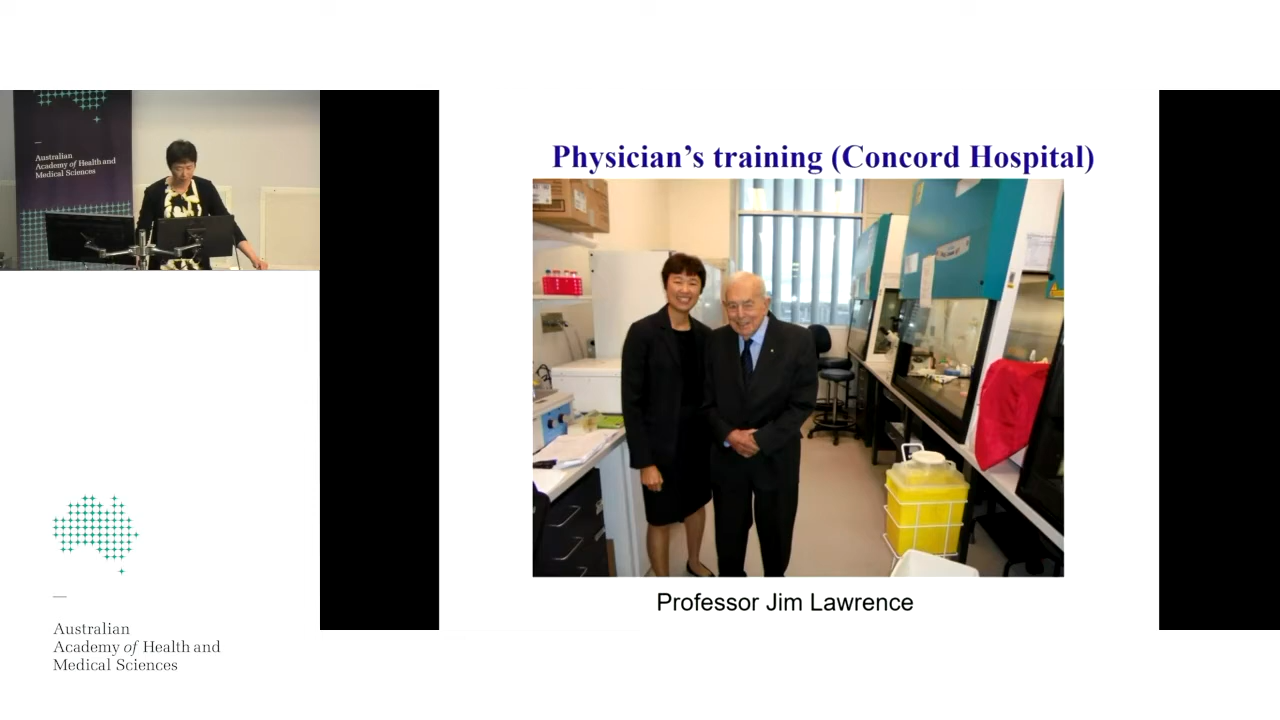 Australian
Academy of Health and
Medical Sciences
Physician's training (Concord Hospital)
Professor Jim Lawrence
Australian
Academy of Health and
Medical Sciences